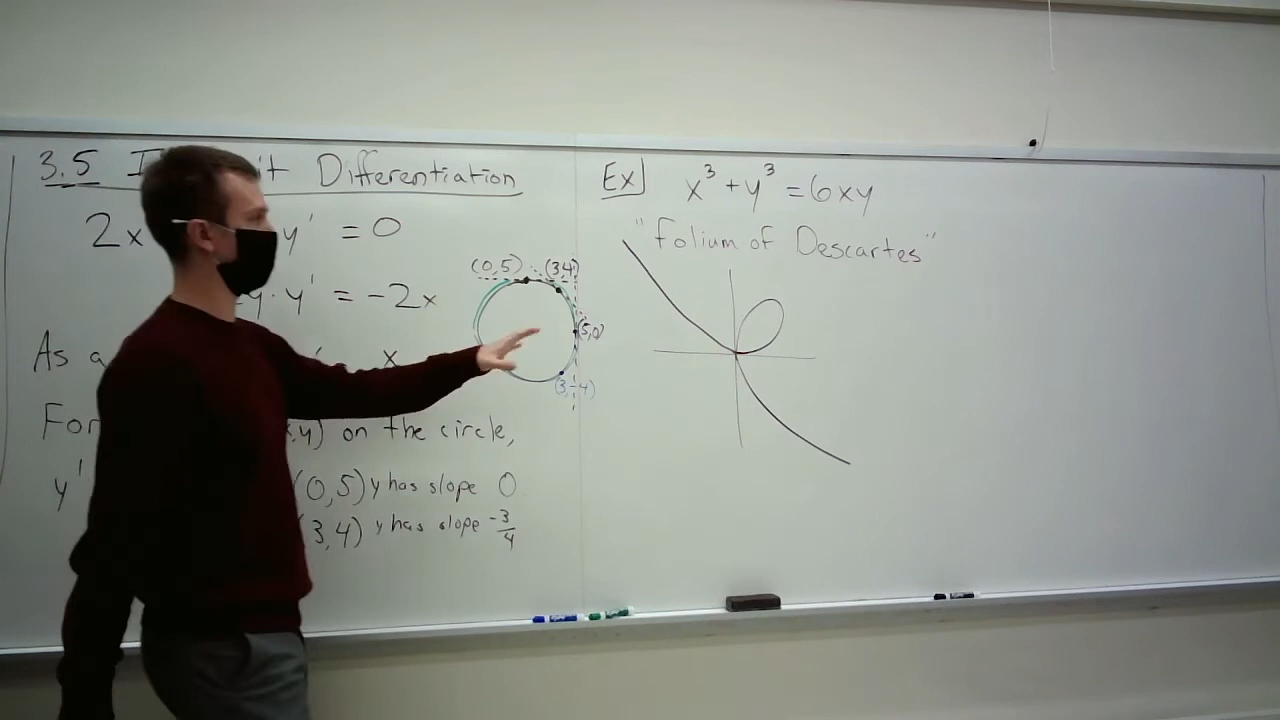 3.5 I it Differentiation
2x y' = 0
y · y' = -2x
As a ' x
For x,y) on the circle,
y' (0,5) y has slope 0
(3,4) y has slope -3/4
(0,5) (3,4)
(5,0)
(3,-4)
Ex] x³ + y³ = 6xy
"Folium of Descartes"